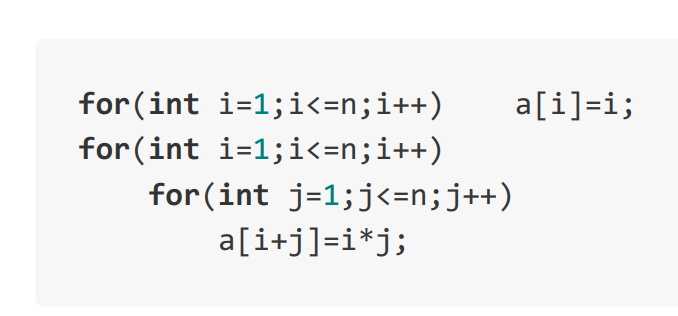 for(int i=1;i<=n;i++)    a[i]=i;
for(int i=1;i<=n;i++)
    for(int j=1;j<=n;j++)
        a[i+j]=i*j;